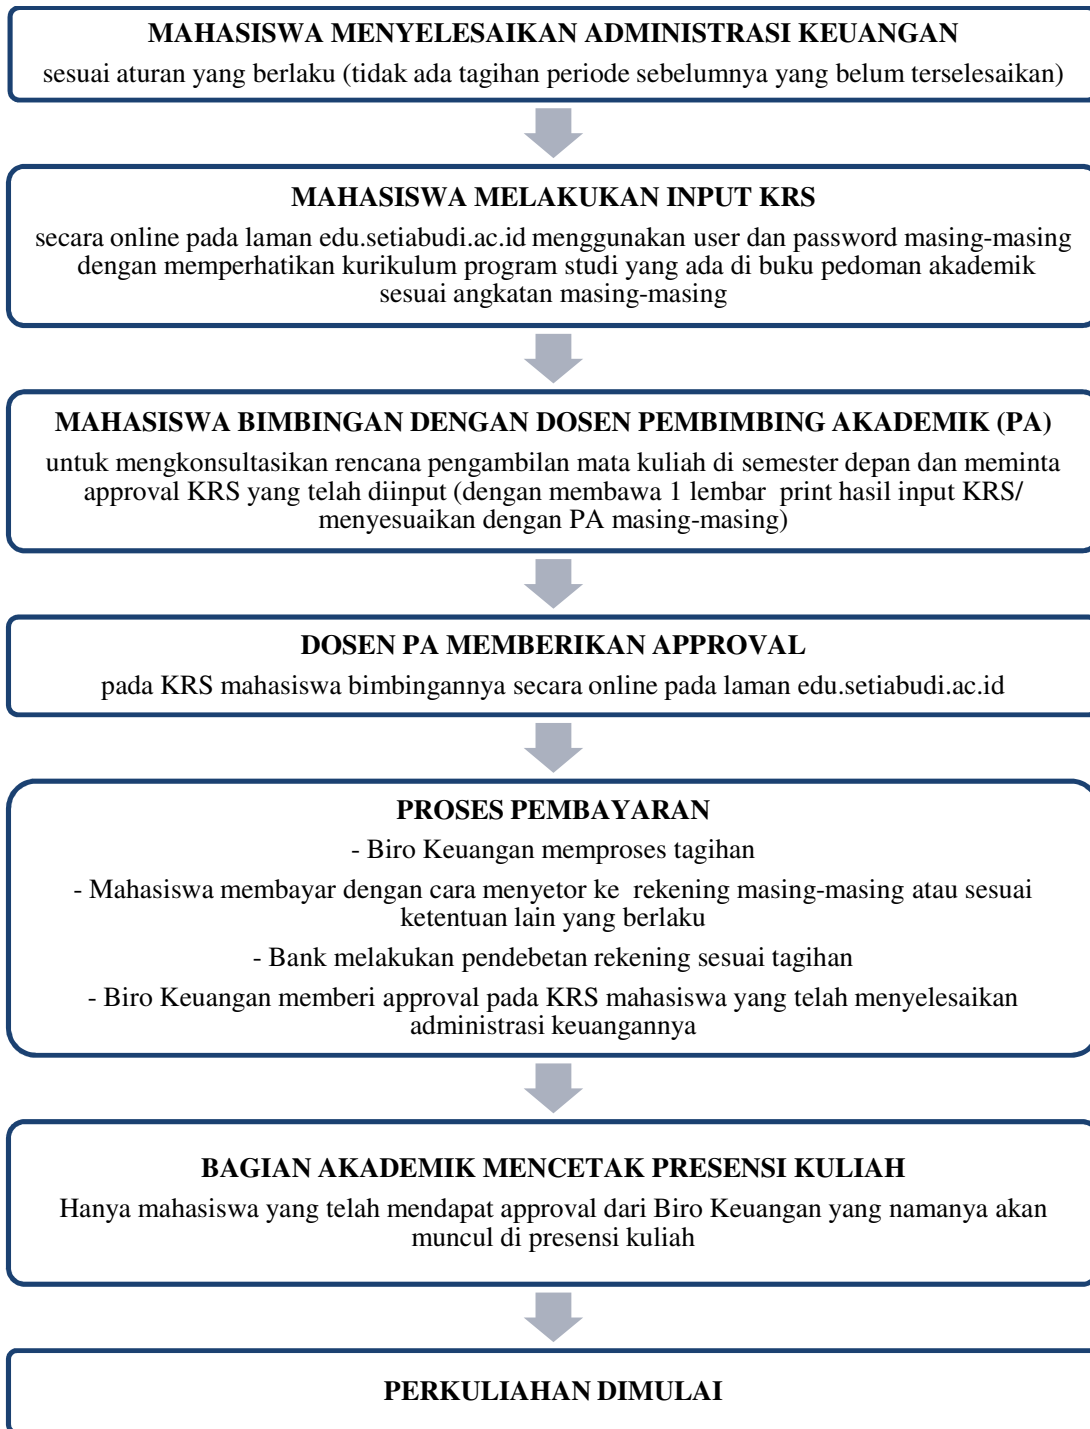 MAHASISWA MENYELESAIKAN ADMINISTRASI KEUANGAN
sesuai aturan yang berlaku (tidak ada tagihan periode sebelumnya yang belum terselesaikan)
MAHASISWA MELAKUKAN INPUT KRS
secara online pada laman edu.setiabudi.ac.id menggunakan user dan password masing-masing
dengan memperhatikan kurikulum program studi yang ada di buku pedoman akademik
sesuai angkatan masing-masing
MAHASISWA BIMBINGAN DENGAN DOSEN PEMBIMBING AKADEMIK (PA)
untuk mengkonsultasikan rencana pengambilan mata kuliah di semester depan dan meminta
approval KRS yang telah diinput (dengan membawa 1 lembar print hasil input KRS/
menyesuaikan dengan PA masing-masing)
DOSEN PA MEMBERIKAN APPROVAL
pada KRS mahasiswa bimbingannya secara online pada laman edu.setiabudi.ac.id
PROSES PEMBAYARAN
- Biro Keuangan memproses tagihan
- Mahasiswa membayar dengan cara menyetor ke rekening masing-masing atau sesuai
ketentuan lain yang berlaku
- Bank melakukan pendebetan rekening sesuai tagihan
- Biro Keuangan memberi approval pada KRS mahasiswa yang telah menyelesaikan
administrasi keuangannya
BAGIAN AKADEMIK MENCETAK PRESENSI KULIAH
Hanya mahasiswa yang telah mendapat approval dari Biro Keuangan yang namanya akan
muncul di presensi kuliah
PERKULIAHAN DIMULAI